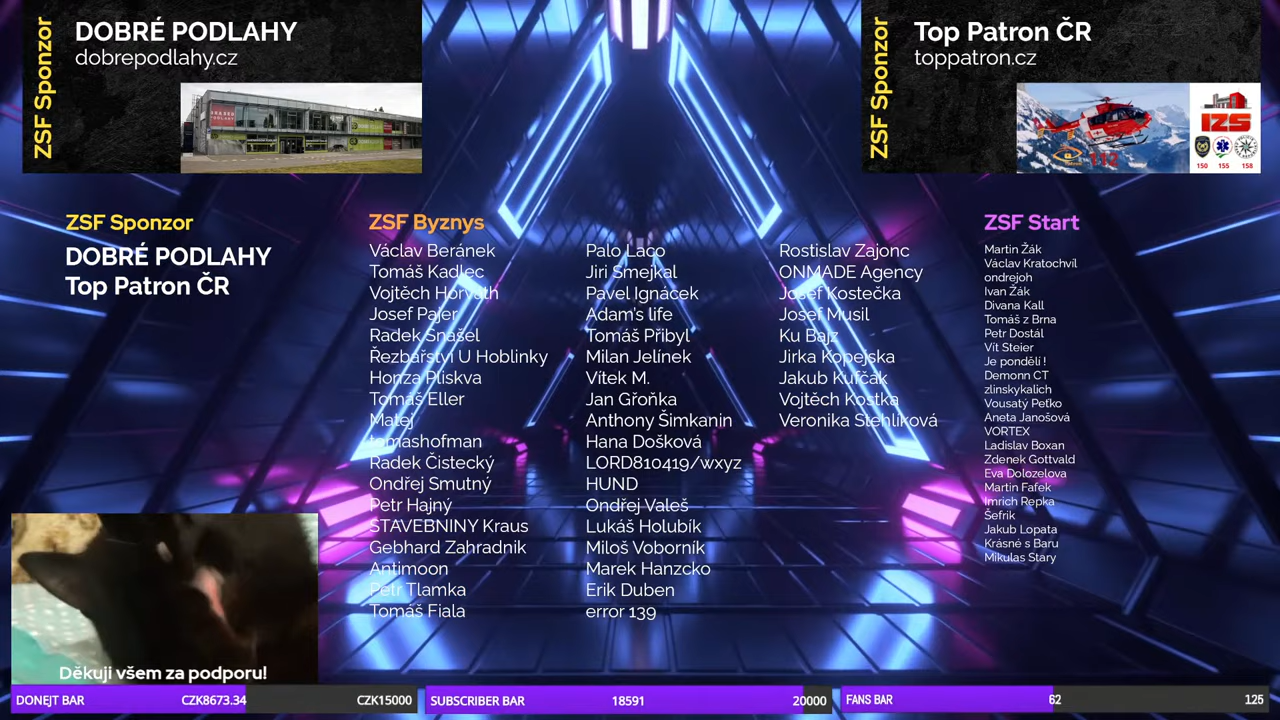 ZSF Sponzor
DOBRÉ PODLAHY
dobrepodlahy.cz
ZSF Sponzor
Top Patron ČR
toppatron.cz
112
IZS
150 155 158
ZSF Sponzor
DOBRÉ PODLAHY
Top Patron ČR
ZSF Byznys
Václav Beránek
Tomáš Kadlec
Vojtěch Horváth
Josef Pajer
Radek Snášel
Řezbářství U Hoblinky
Honza Pliskva
Tomáš Eller
Matej
tomashofman
Radek Čistecký
Ondřej Smutný
Petr Hajný
STAVEBNINY Kraus
Gebhard Zahradnik
Antimoon
Petr Tlamka
Tomáš Fiala
Palo Laco
Jiri Smejkal
Pavel Ignácek
Adam's life
Tomáš Přibyl
Milan Jelínek
Vítek M.
Jan Gřoňka
Anthony Šimkanin
Hana Došková
LORD810419/wxyz
HUND
Ondřej Valeš
Lukáš Holubík
Miloš Voborník
Marek Hanzcko
Erik Duben
error 139
Rostislav Zajonc
ONMADE Agency
Josef Kostečka
Josef Musil
Ku Bajz
Jirka Kopejska
Jakub Kufčák
Vojtěch Kostka
Veronika Stehlíková
ZSF Start
Martin Žák
Václav Kratochvíl
ondrejoh
Ivan Žák
Divana Kall
Tomáš z Brna
Petr Dostál
Vít Steier
Je pondělí !
Demonn CT
zlinskykalich
Vousatý Peťko
Aneta Janošová
VORTEX
Ladislav Boxan
Zdenek Gottvald
Eva Dolozelova
Martin Fafek
Imrich Repka
Šefrik
Jakub Lopata
Krásné s Baru
Mikulas Stary
Děkuji všem za podporu!
DONEJT BAR CZK8673.34 CZK15000
SUBSCRIBER BAR 18591 20000
FANS BAR 62 125